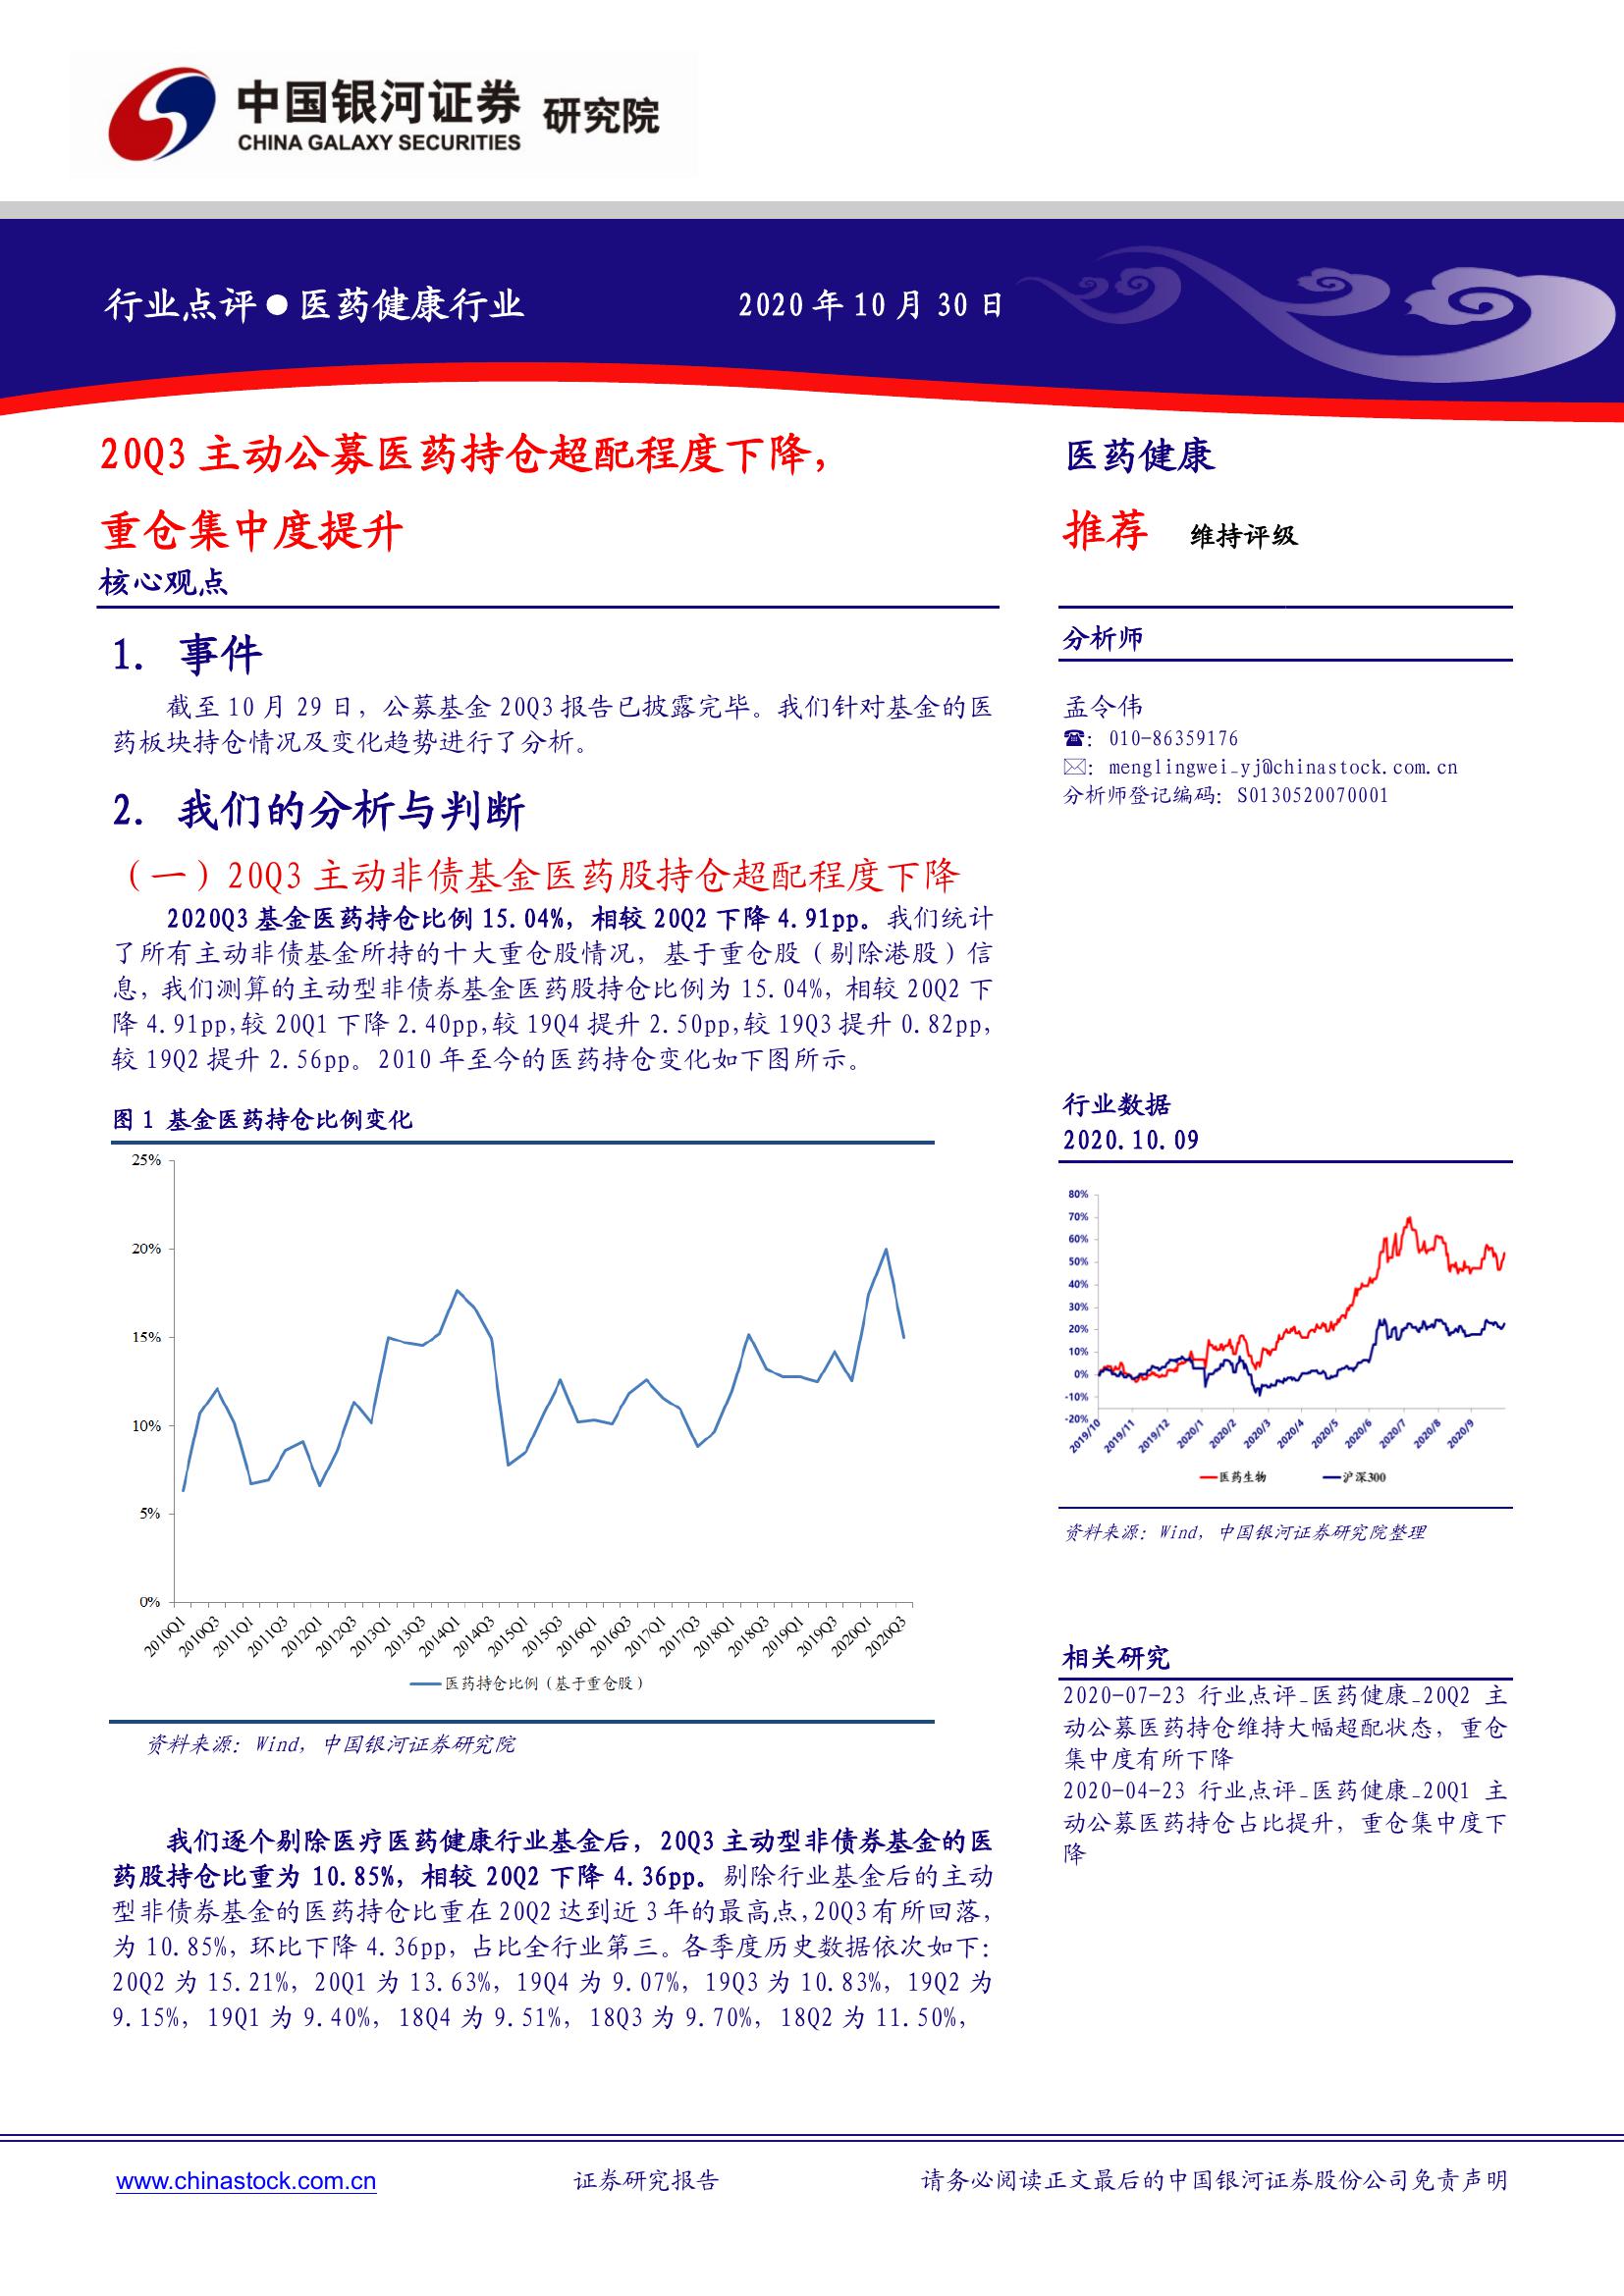 中国银河证券 研究院
CHINA GALAXY SECURITIES
行业点评●医药健康行业
2020 年 10 月 30 日
20Q3 主动公募医药持仓超配程度下降，
重仓集中度提升
核心观点
1. 事件
截至 10 月 29 日，公募基金 20Q3 报告已披露完毕。我们针对基金的医
药板块持仓情况及变化趋势进行了分析。
2. 我们的分析与判断
（一）20Q3 主动非债基金医药股持仓超配程度下降
2020Q3 基金医药持仓比例 15.04%，相较 20Q2 下降 4.91pp。我们统计
了所有主动非债基金所持的十大重仓股情况，基于重仓股（剔除港股）信
息，我们测算的主动型非债券基金医药股持仓比例为 15.04%，相较 20Q2 下
降 4.91pp,较 20Q1 下降 2.40pp,较 19Q4 提升 2.50pp,较 19Q3 提升 0.82pp,
较 19Q2 提升 2.56pp。2010 年至今的医药持仓变化如下图所示。
图 1 基金医药持仓比例变化
25%
20%
15%
10%
5%
0%
2010Q1
2010Q3
2011Q1
2011Q3
2012Q1
2012Q3
2013Q1
2013Q3
2014Q1
2014Q3
2015Q1
2015Q3
2016Q1
2016Q3
2017Q1
2017Q3
2018Q1
2018Q3
2019Q1
2019Q3
2020Q1
2020Q3
医药持仓比例（基于重仓股）
资料来源：Wind，中国银河证券研究院
我们逐个剔除医疗医药健康行业基金后，20Q3 主动型非债券基金的医
药股持仓比重为 10.85%，相较 20Q2 下降 4.36pp。剔除行业基金后的主动
型非债券基金的医药持仓比重在 20Q2 达到近 3 年的最高点,20Q3 有所回落，
为 10.85%，环比下降 4.36pp，占比全行业第三。各季度历史数据依次如下：
20Q2 为 15.21%，20Q1 为 13.63%，19Q4 为 9.07%，19Q3 为 10.83%，19Q2 为
9.15%，19Q1 为 9.40%，18Q4 为 9.51%，18Q3 为 9.70%，18Q2 为 11.50%，
医药健康
推荐 维持评级
分析师
孟令伟
☎：010-86359176
✉：menglingwei_yj@chinastock.com.cn
分析师登记编码：S0130520070001
行业数据
2020.10.09
80%
70%
60%
50%
40%
30%
20%
10%
0%
-10%
-20%
2019/10
2019/11
2019/12
2020/1
2020/2
2020/3
2020/4
2020/5
2020/6
2020/7
2020/8
2020/9
医药生物
沪深300
资料来源：Wind，中国银河证券研究院整理
相关研究
2020-07-23 行业点评_医药健康_20Q2 主
动公募医药持仓维持大幅超配状态，重仓
集中度有所下降
2020-04-23 行业点评_医药健康_20Q1 主
动公募医药持仓占比提升，重仓集中度下
降
www.chinastock.com.cn
证券研究报告
请务必阅读正文最后的中国银河证券股份公司免责声明